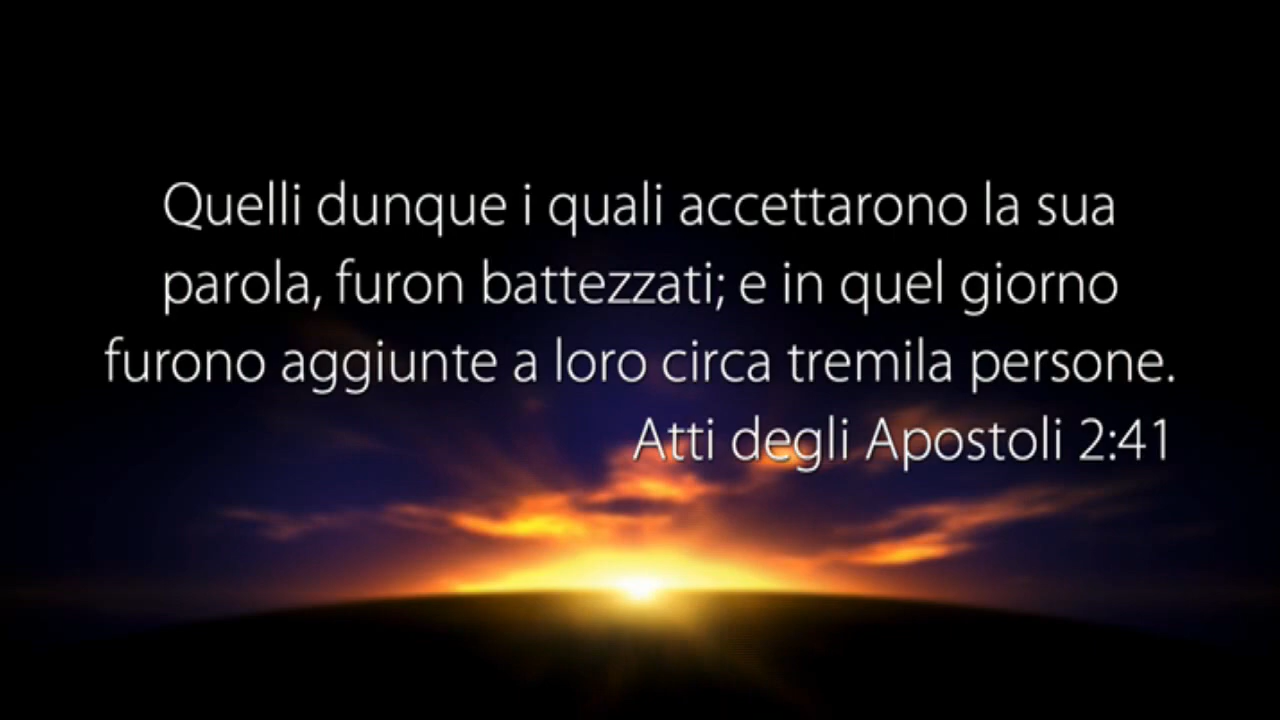 Quelli dunque i quali accettarono la sua
parola, furon battezzati; e in quel giorno
furono aggiunte a loro circa tremila persone.
Atti degli Apostoli 2:41